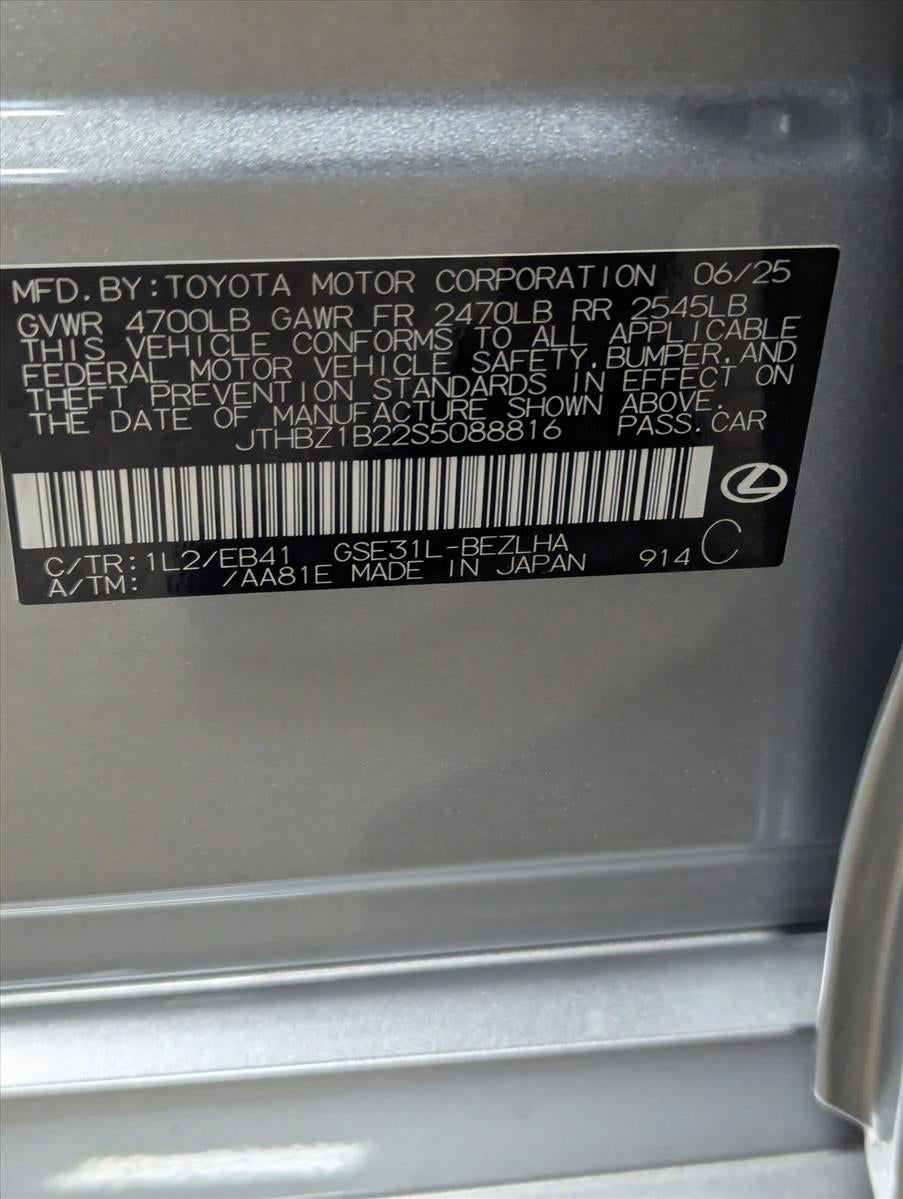 MFD.BY:TOYOTA MOTOR CORPORATION 06/25
GVWR 4700LB GAWR FR 2470LB RR 2545LB
THIS VEHICLE CONFORMS TO ALL APPLICABLE
FEDERAL MOTOR VEHICLE SAFETY,BUMPER,AND
THEFT PREVENTION STANDARDS IN EFFECT ON
THE DATE OF MANUFACTURE SHOWN ABOVE.
JTHBZ1B22S5088816 PASS.CAR
C/TR:1L2/EB41 GSE31L-BEZLHA
A/TM: /AA81E MADE IN JAPAN 914 C